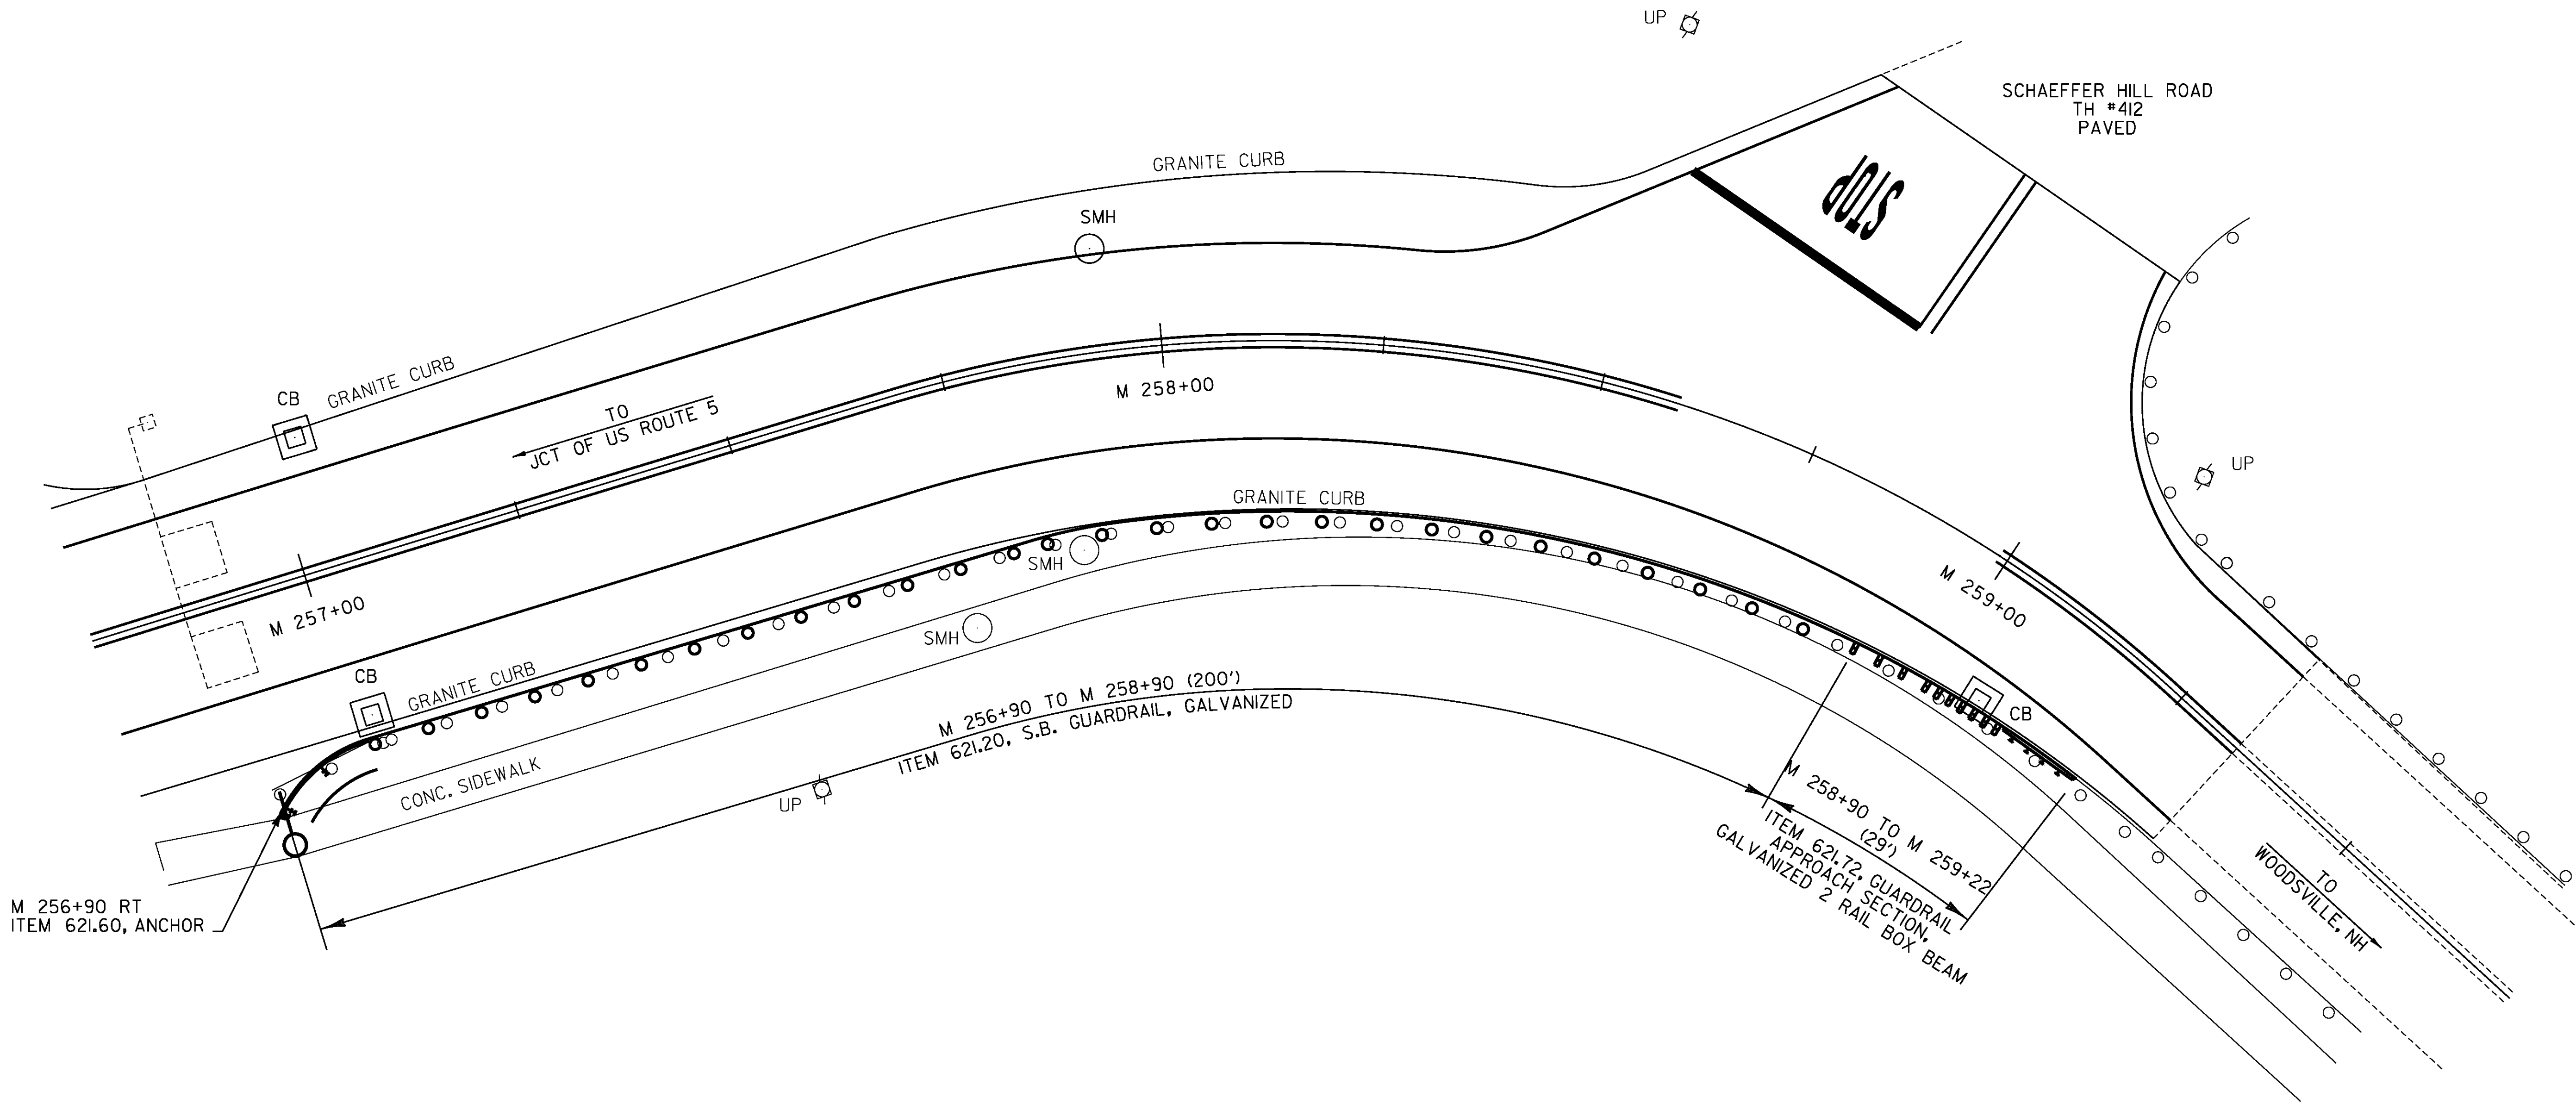 UP
SCHAEFFER HILL ROAD
TH #412
PAVED
GRANITE CURB
STOP
SMH
GRANITE CURB
CB
M 258+00
TO
JCT OF US ROUTE 5
UP
GRANITE CURB
M 257+00
SMH
M 259+00
SMH
CB
GRANITE CURB
CB
M 256+90 TO M 258+90 (200')
ITEM 621.20, S.B. GUARDRAIL, GALVANIZED
CONC. SIDEWALK
UP
M 258+90 TO M 259+22
(29')
ITEM 621.72, GUARDRAIL
APPROACH SECTION,
GALVANIZED 2 RAIL BOX BEAM
TO
WOODSVILLE, NH
M 256+90 RT
ITEM 621.60, ANCHOR